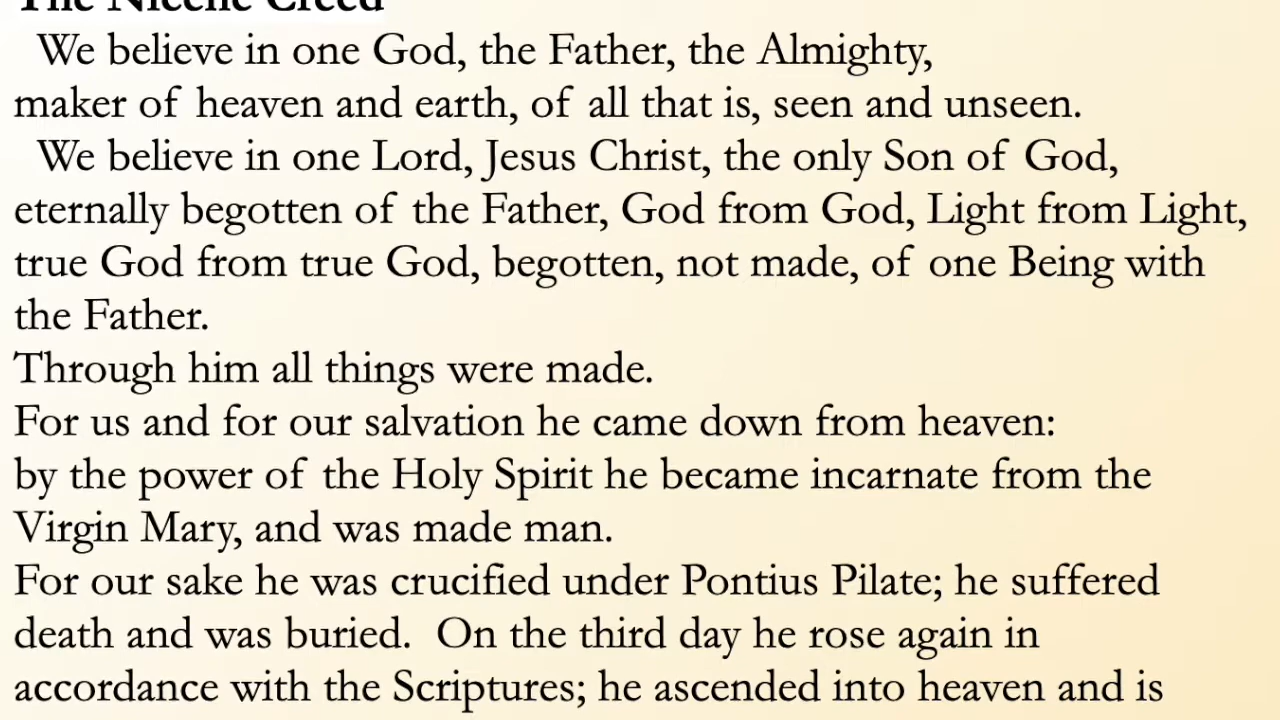 The Nicene Creed
We believe in one God, the Father, the Almighty,
maker of heaven and earth, of all that is, seen and unseen.
We believe in one Lord, Jesus Christ, the only Son of God,
eternally begotten of the Father, God from God, Light from Light,
true God from true God, begotten, not made, of one Being with
the Father.
Through him all things were made.
For us and for our salvation he came down from heaven:
by the power of the Holy Spirit he became incarnate from the
Virgin Mary, and was made man.
For our sake he was crucified under Pontius Pilate; he suffered
death and was buried.  On the third day he rose again in
accordance with the Scriptures; he ascended into heaven and is